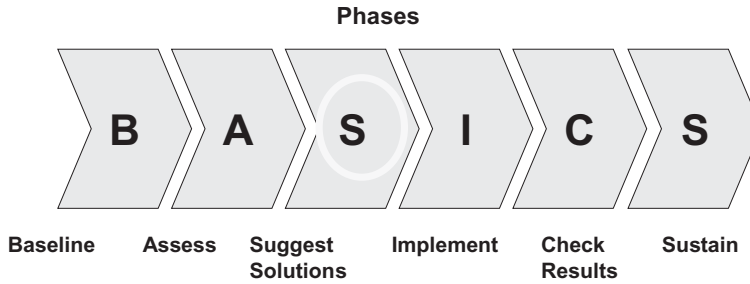 Phases
B A S I C S
Baseline Assess Suggest Implement Check Sustain
Solutions Results